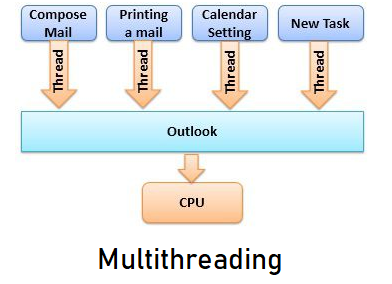 Compose
Mail
Printing
a mail
Calendar
Setting
New Task
Thread
Thread
Thread
Thread
Outlook
CPU
Multithreading